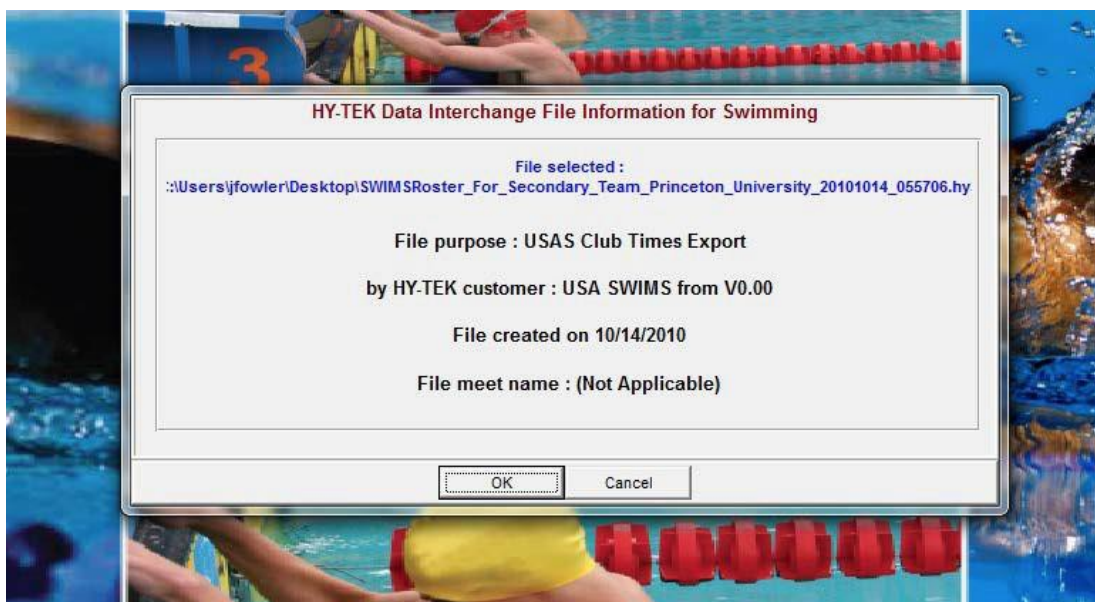 3
HY-TEK Data Interchange File Information for Swimming
File selected :
:\Users\jfowler\Desktop\SWIMSRoster_For_Secondary_Team_Princeton_University_20101014_055706.hy
File purpose : USAS Club Times Export
by HY-TEK customer : USA SWIMS from V0.00
File created on 10/14/2010
File meet name : (Not Applicable)
OK
Cancel